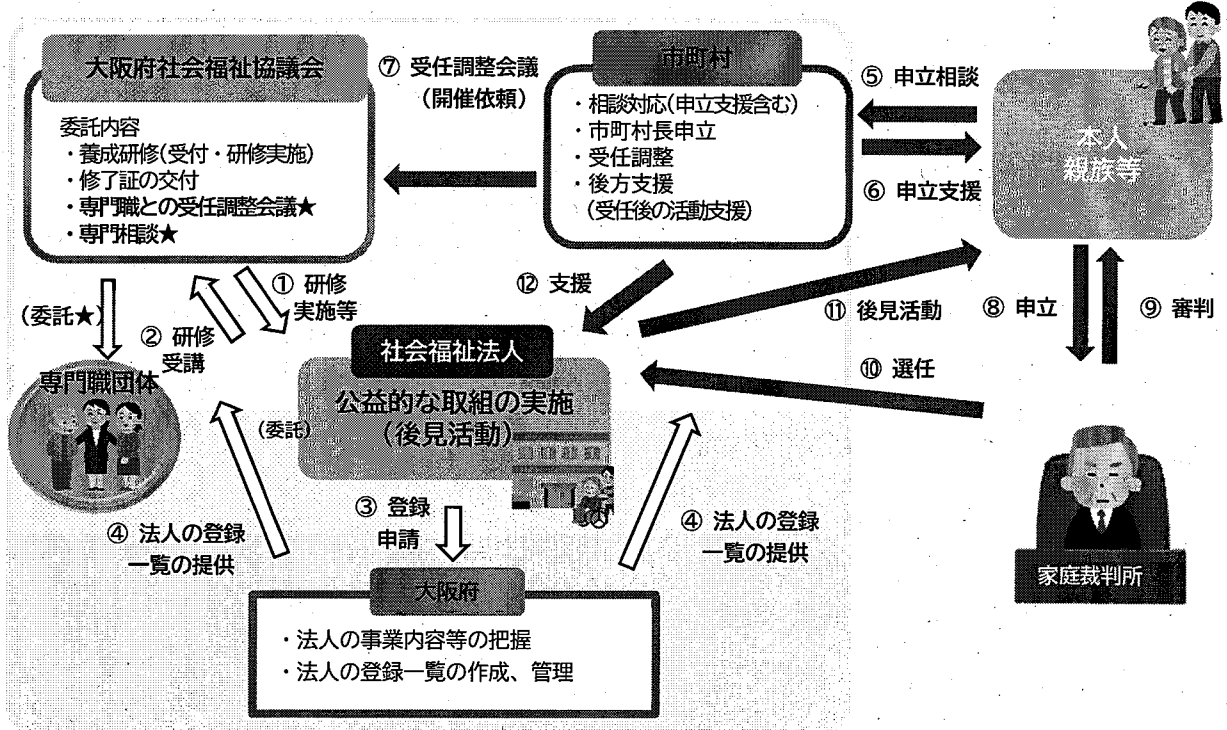 大阪府社会福祉協議会
委託内容
・養成研修(受付・研修実施)
・修了証の交付
・専門職との受任調整会議★
・専門相談★
⑦ 受任調整会議
(開催依頼)
市町村
・相談対応(申立支援含む)
・市町村長申立
・受任調整
・後方支援
(受任後の活動支援)
⑤ 申立相談
⑥ 申立支援
本人
親族等
(委託★)
② 研修
受講
① 研修
実施等
⑫ 支援
⑪ 後見活動
⑧ 申立
⑨ 審判
⑩ 選任
専門職団体
社会福祉法人
公益的な取組の実施
(後見活動)
(委託)
③ 登録
申請
④ 法人の登録
一覧の提供
④ 法人の登録
一覧の提供
家庭裁判所
大阪府
・法人の事業内容等の把握
・法人の登録一覧の作成、管理